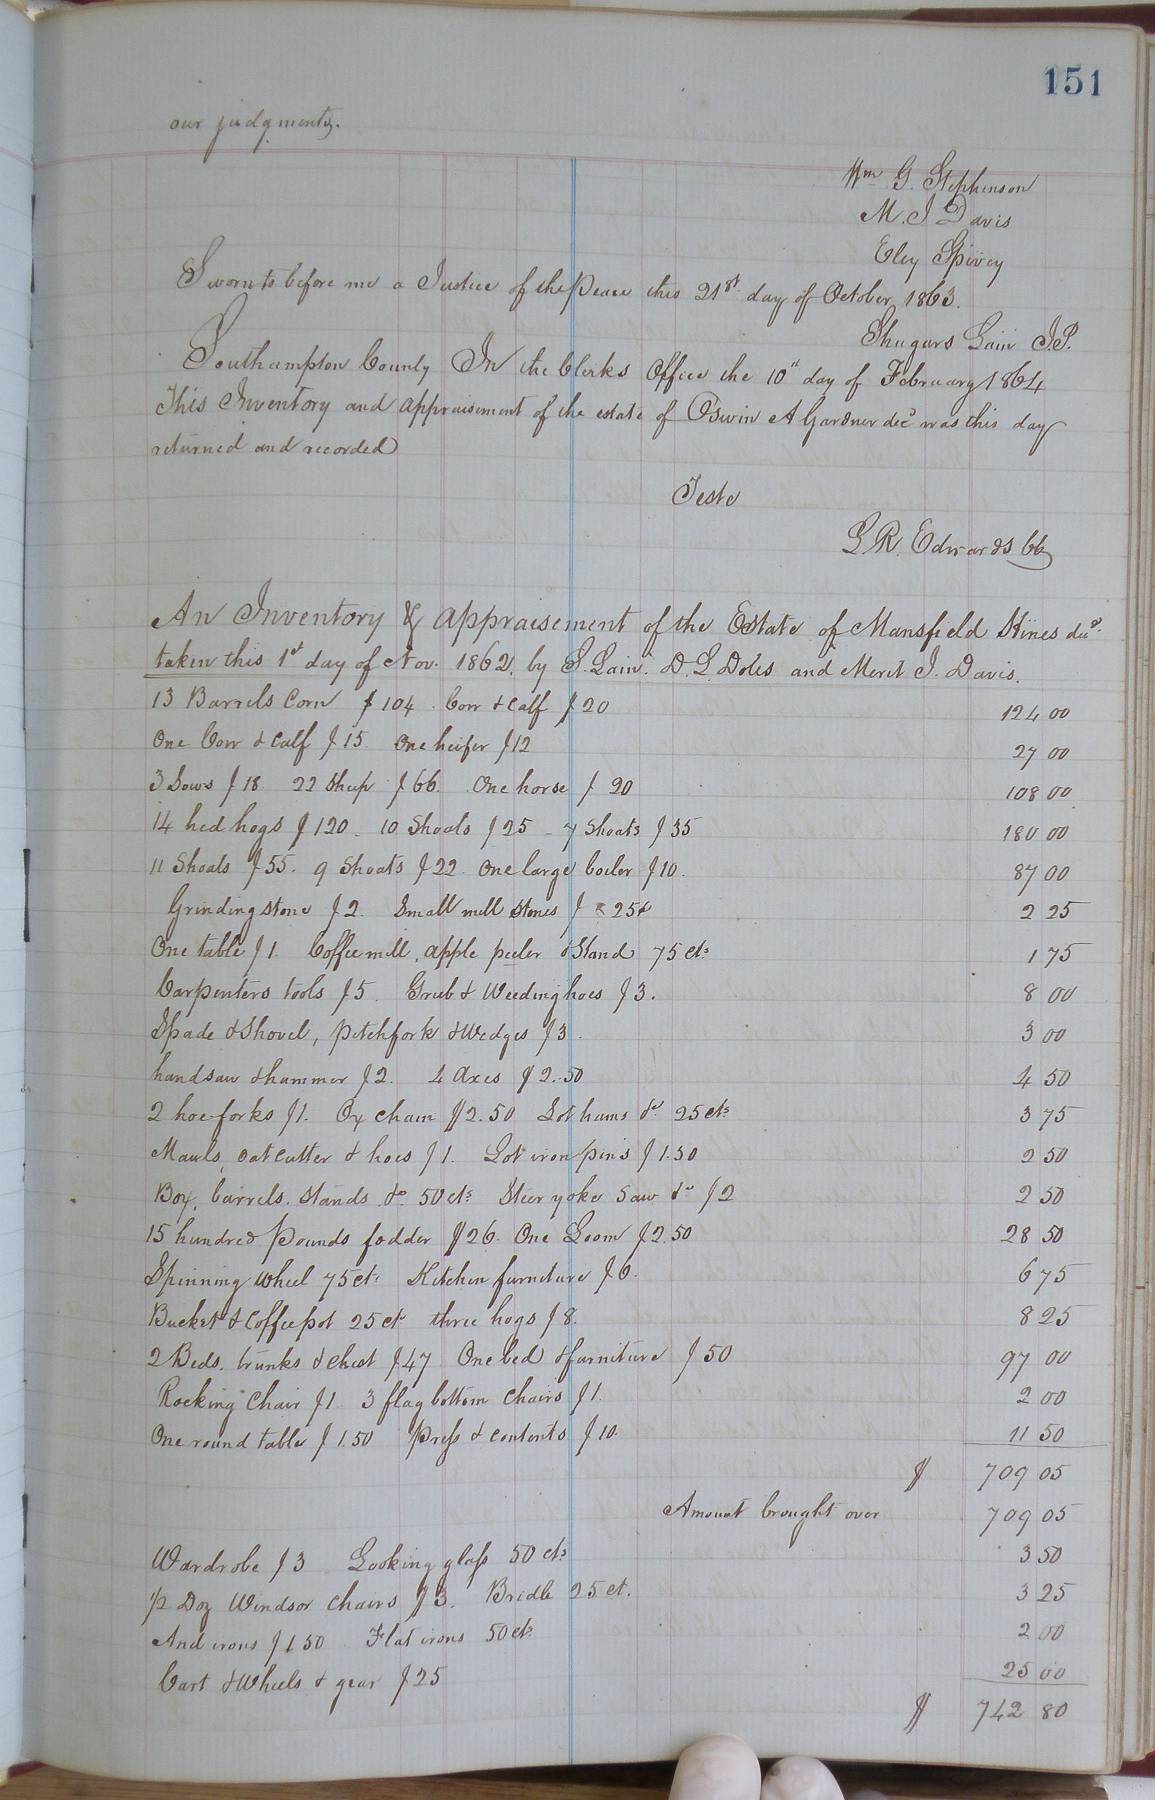 151
our judgments.
Wm G. Stephenson
M. J Davis
Eley Spivey
Sworn to before me a Justice of the Peace this 21st day of October 1863.
Shugars Lain J.P.
Southampton County In the Clerks Office the 10" day of February 1864
This Inventory and appraisement of the estate of Oswin A Gardner decd was this day
returned and recorded
Teste
L. R. Edwards Clk
An Inventory & appraisement of the Estate of Mansfield Hines decd.
taken this 1st day of Nov. 1862. by S. Lain. D. L Doles and Merit J. Davis.
13 Barrels Corn $104. Cow & Calf $20 124 00
One Cow & Calf $15 One heifer $12 27 00
3 Sows $18 22 Sheep $66. One horse $20 108 00
14 hed hogs $120 - 10 Shoats $25 - 7 Shoats $35 180 00
11 Shoats $55. 9 Shoats $22 One large boiler $10. 87 00
Grinding stone $2. Small mill stones $ 25¢ 2 25
One table $1. Coffee mill, apple peeler & Stand 75 cts 1 75
Carpenters tools $5. Grub & Weeding hoes $3. 8 00
Spade & Shovel, pitchfork & Wedges $3. 3 00
handsaw & hammer $2. 4 Axes $2.50 4 50
2 hoe forks $1. Ox chain $2.50 Lot hams &c 25 cts 3 75
Mauls, oat cutter & hoes $1. Lot iron pins $1.50 2 50
Box, barrels, stands &c 50 cts Steer yoke saw &c $2 2 50
15 hundred pounds fodder $26. One Loom $2.50 28 50
Spinning Wheel 75 cts Kitchen furniture $6. 6 75
Bucket & Coffee pot 25 ct three hogs $8. 8 25
2 Beds, trunks & chest $47 One bed & furniture $50 97 00
Rocking Chair $1 3 flag bottom chairs $1. 2 00
One round table $1.50 Press & contents $10. 11 50
$ 709 05
Amount brought over 709 05
Wardrobe $3 Looking glass 50 cts 3 50
1/2 Doz Windsor chairs $3. Bridle 25 ct. 3 25
And irons $1.50 Flat irons 50 cts 2 00
Cart & Wheels & gear $25 25 00
$ 742 80